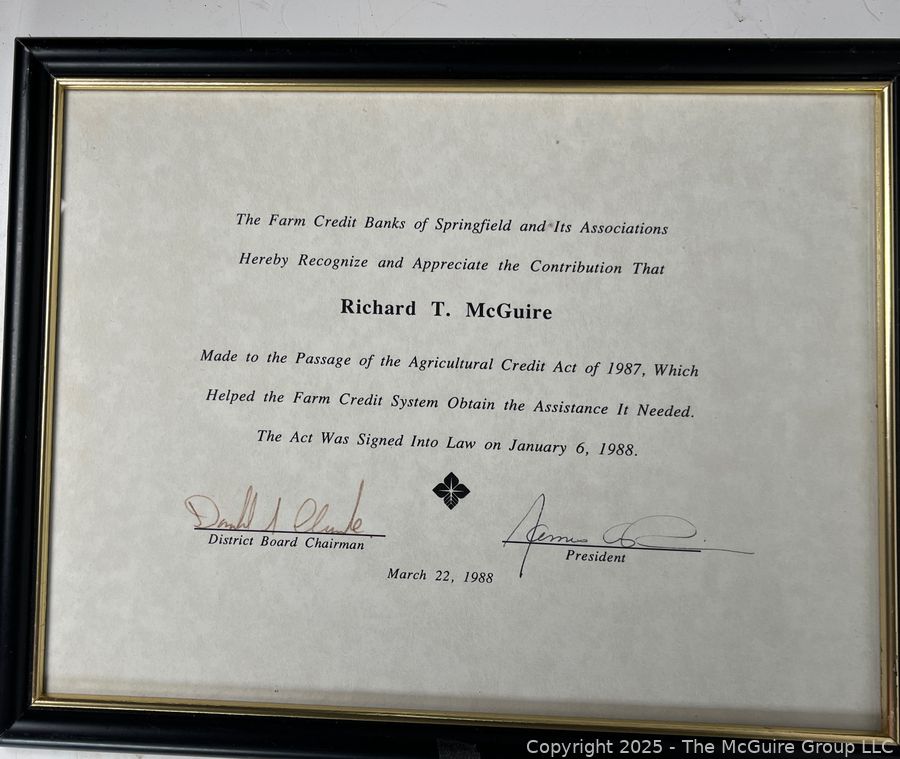 The Farm Credit Banks of Springfield and Its Associations
Hereby Recognize and Appreciate the Contribution That
Richard T. McGuire
Made to the Passage of the Agricultural Credit Act of 1987, Which
Helped the Farm Credit System Obtain the Assistance It Needed.
The Act Was Signed Into Law on January 6, 1988.
District Board Chairman
President
March 22, 1988
Copyright 2025 - The McGuire Group LLC